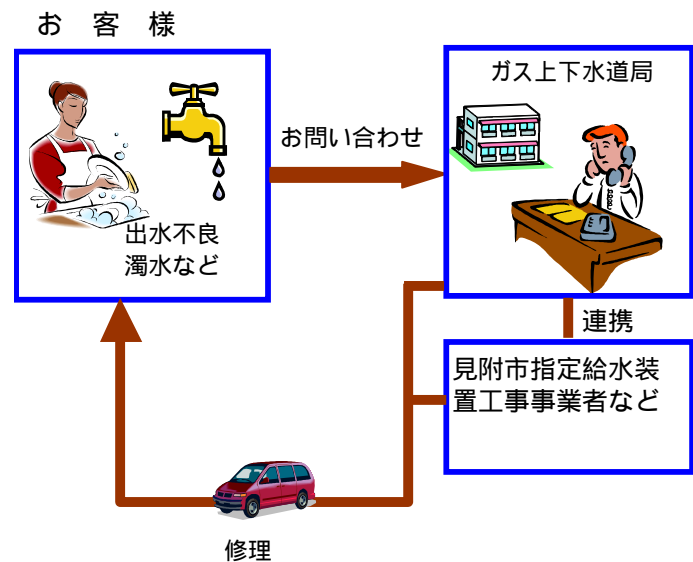 お 客 様
ガス上下水道局
お問い合わせ
出水不良
濁水など
連携
見附市指定給水装
置工事事業者など
修理